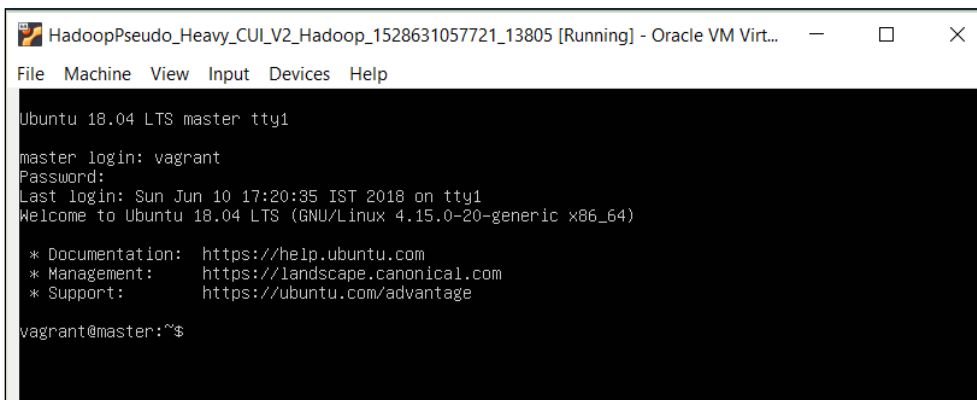 HadoopPseudo_Heavy_CUI_V2_Hadoop_1528631057721_13805 [Running] - Oracle VM Virt...
File Machine View Input Devices Help
Ubuntu 18.04 LTS master tty1
master login: vagrant
Password:
Last login: Sun Jun 10 17:20:35 IST 2018 on tty1
Welcome to Ubuntu 18.04 LTS (GNU/Linux 4.15.0-20-generic x86_64)
* Documentation: https://help.ubuntu.com
* Management: https://landscape.canonical.com
* Support: https://ubuntu.com/advantage
vagrant@master:~$